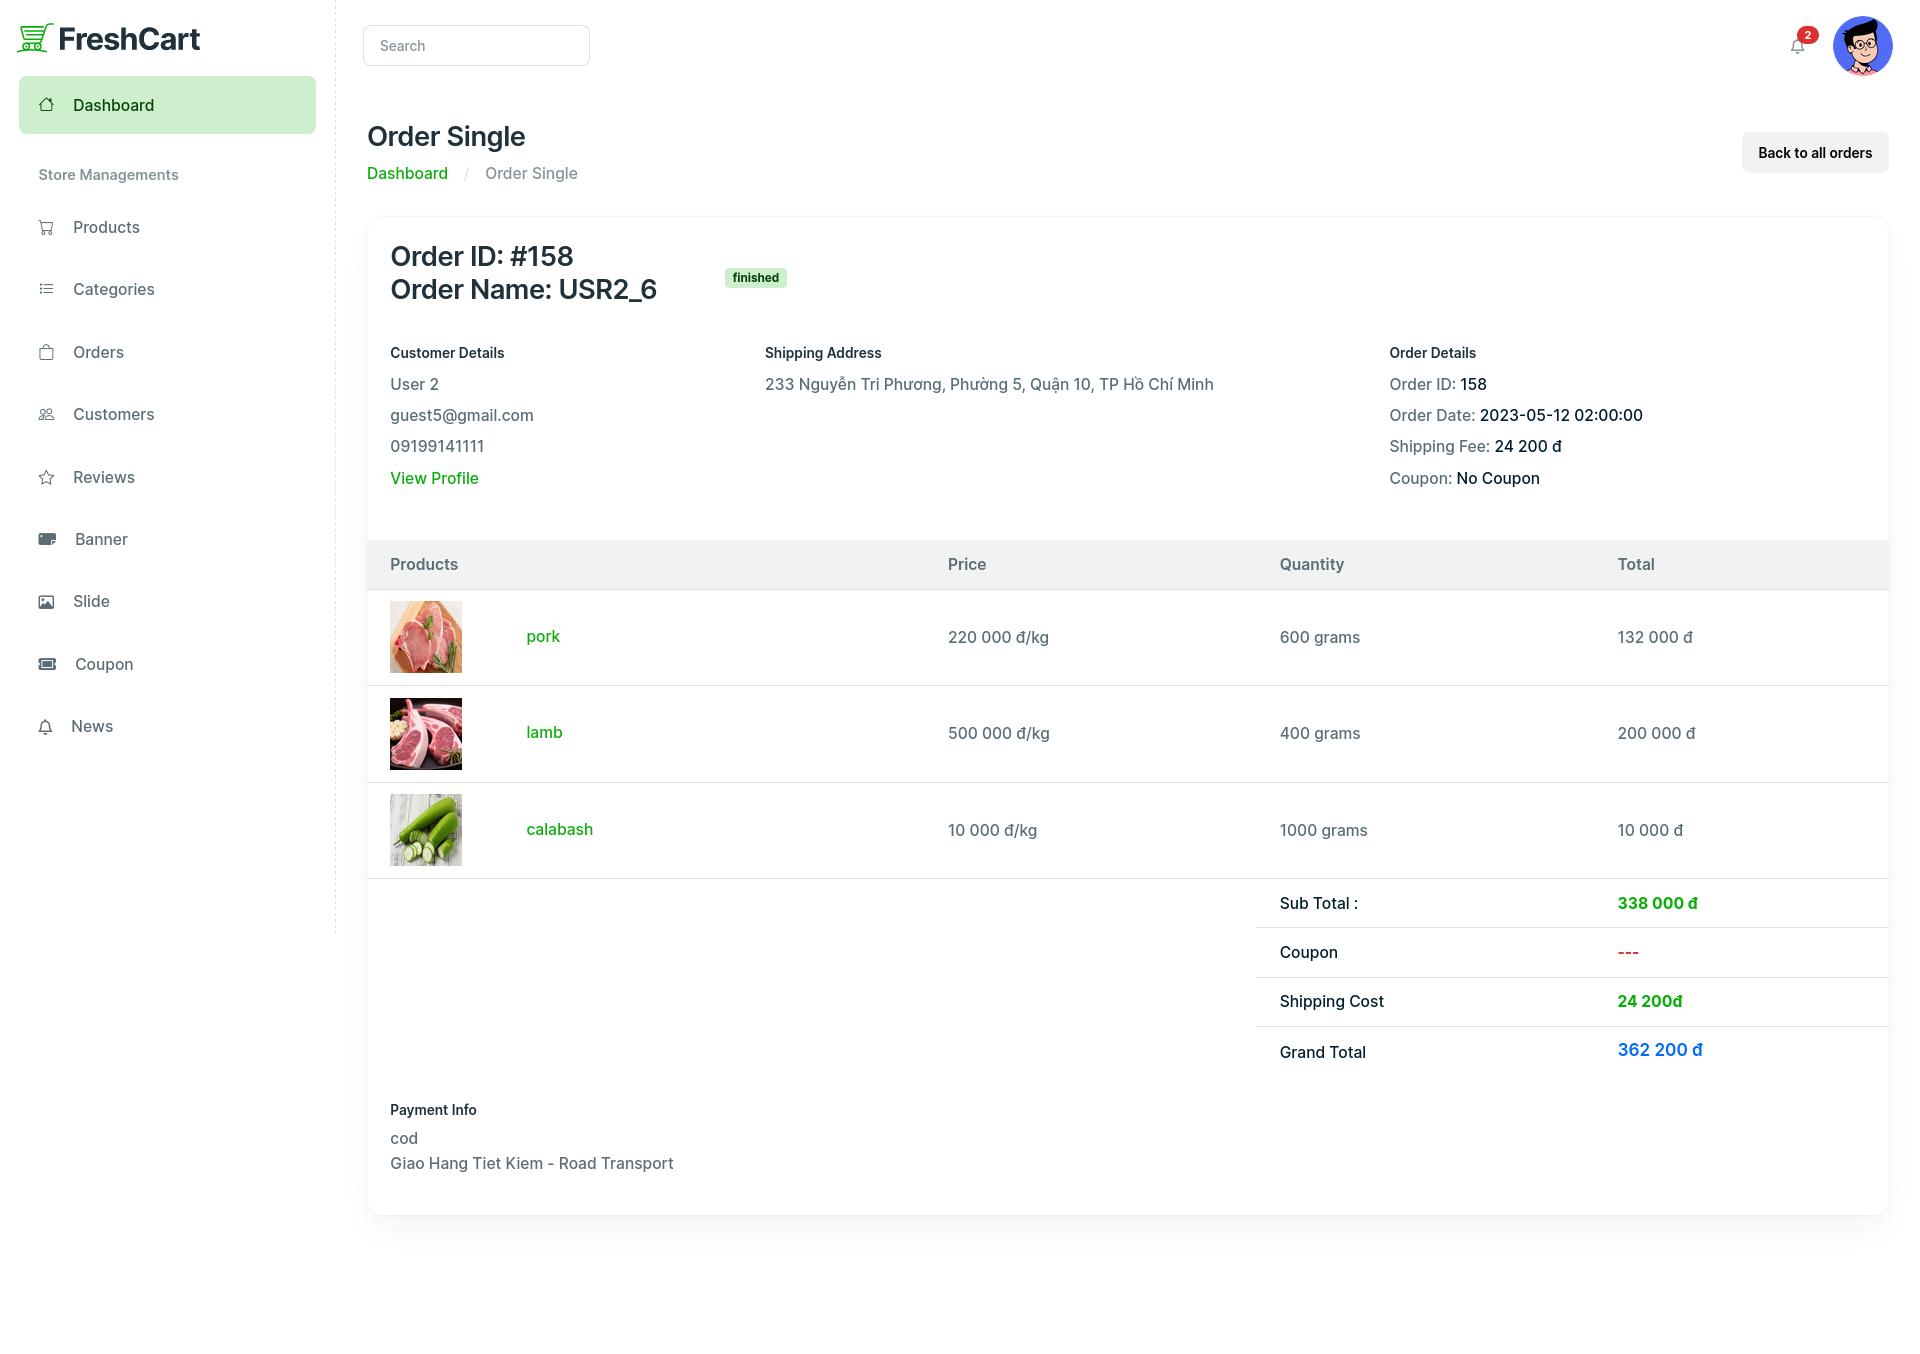 FreshCart
Search
2
Dashboard
Store Managements
Products
Categories
Orders
Customers
Reviews
Banner
Slide
Coupon
News
Order Single
Dashboard / Order Single
Back to all orders
Order ID: #158
Order Name: USR2_6
finished
Customer Details
User 2
guest5@gmail.com
09199141111
View Profile
Shipping Address
233 Nguyễn Tri Phương, Phường 5, Quận 10, TP Hồ Chí Minh
Order Details
Order ID: 158
Order Date: 2023-05-12 02:00:00
Shipping Fee: 24 200 đ
Coupon: No Coupon
Products Price Quantity Total
pork 220 000 đ/kg 600 grams 132 000 đ
lamb 500 000 đ/kg 400 grams 200 000 đ
calabash 10 000 đ/kg 1000 grams 10 000 đ
Sub Total : 338 000 đ
Coupon ---
Shipping Cost 24 200đ
Grand Total 362 200 đ
Payment Info
cod
Giao Hang Tiet Kiem - Road Transport